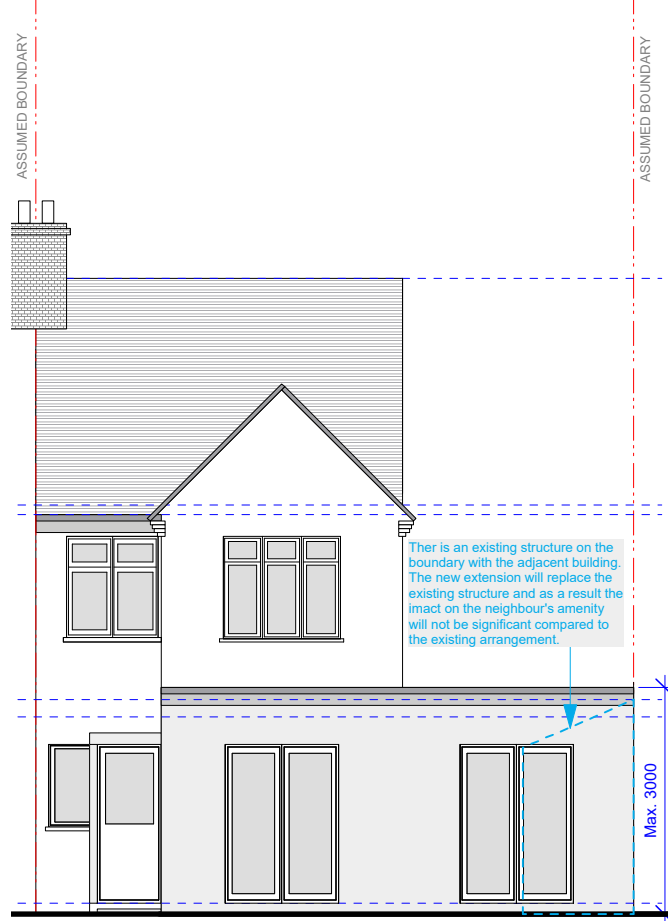 ASSUMED BOUNDARY
ASSUMED BOUNDARY
Ther is an existing structure on the
boundary with the adjacent building.
The new extension will replace the
existing structure and as a result the
imact on the neighbour's amenity
will not be significant compared to
the existing arrangement.
Max. 3000